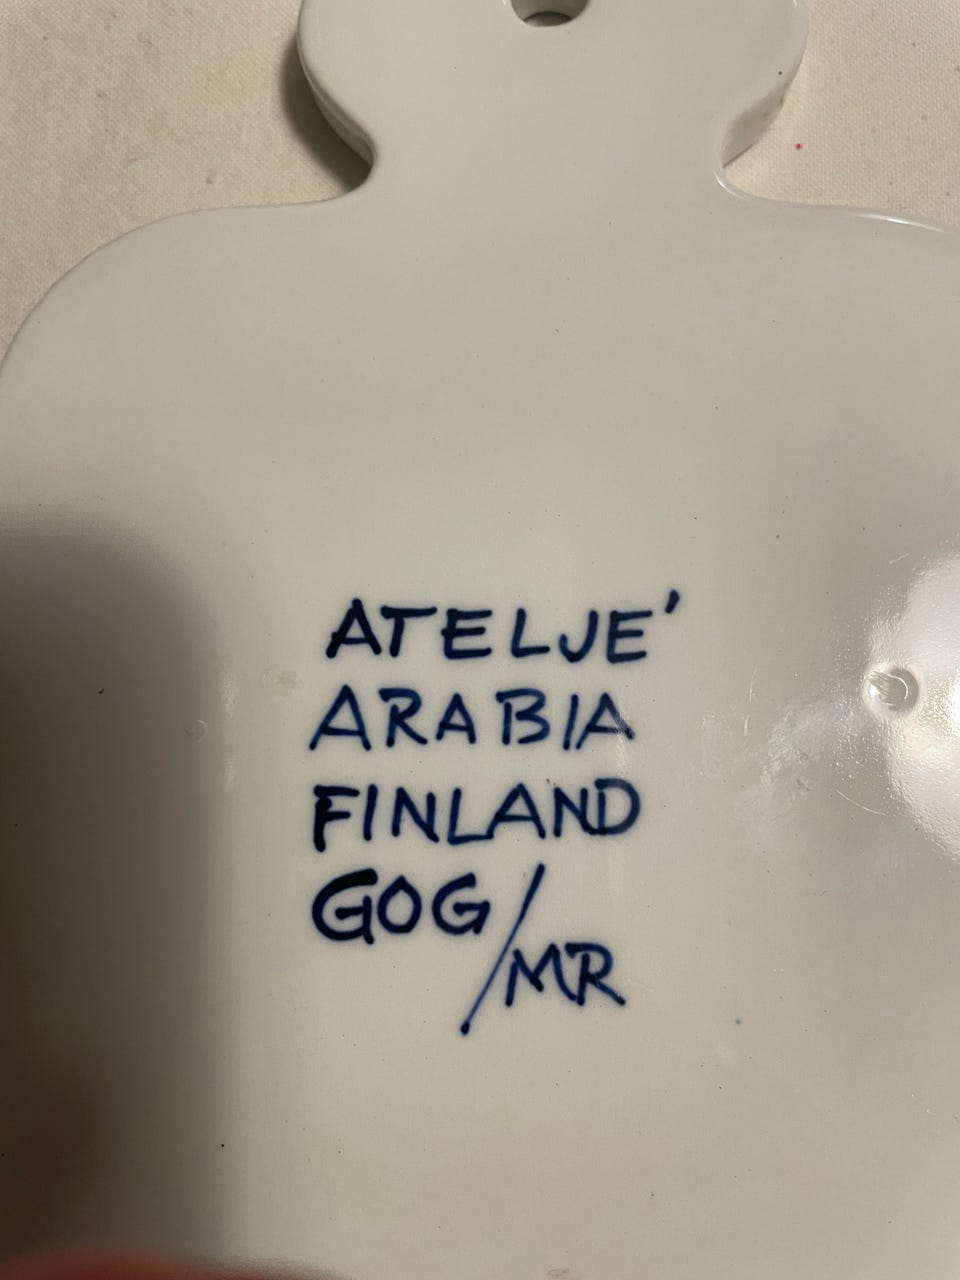 ATELJE'
ARABIA
FINLAND
GOG/
MR